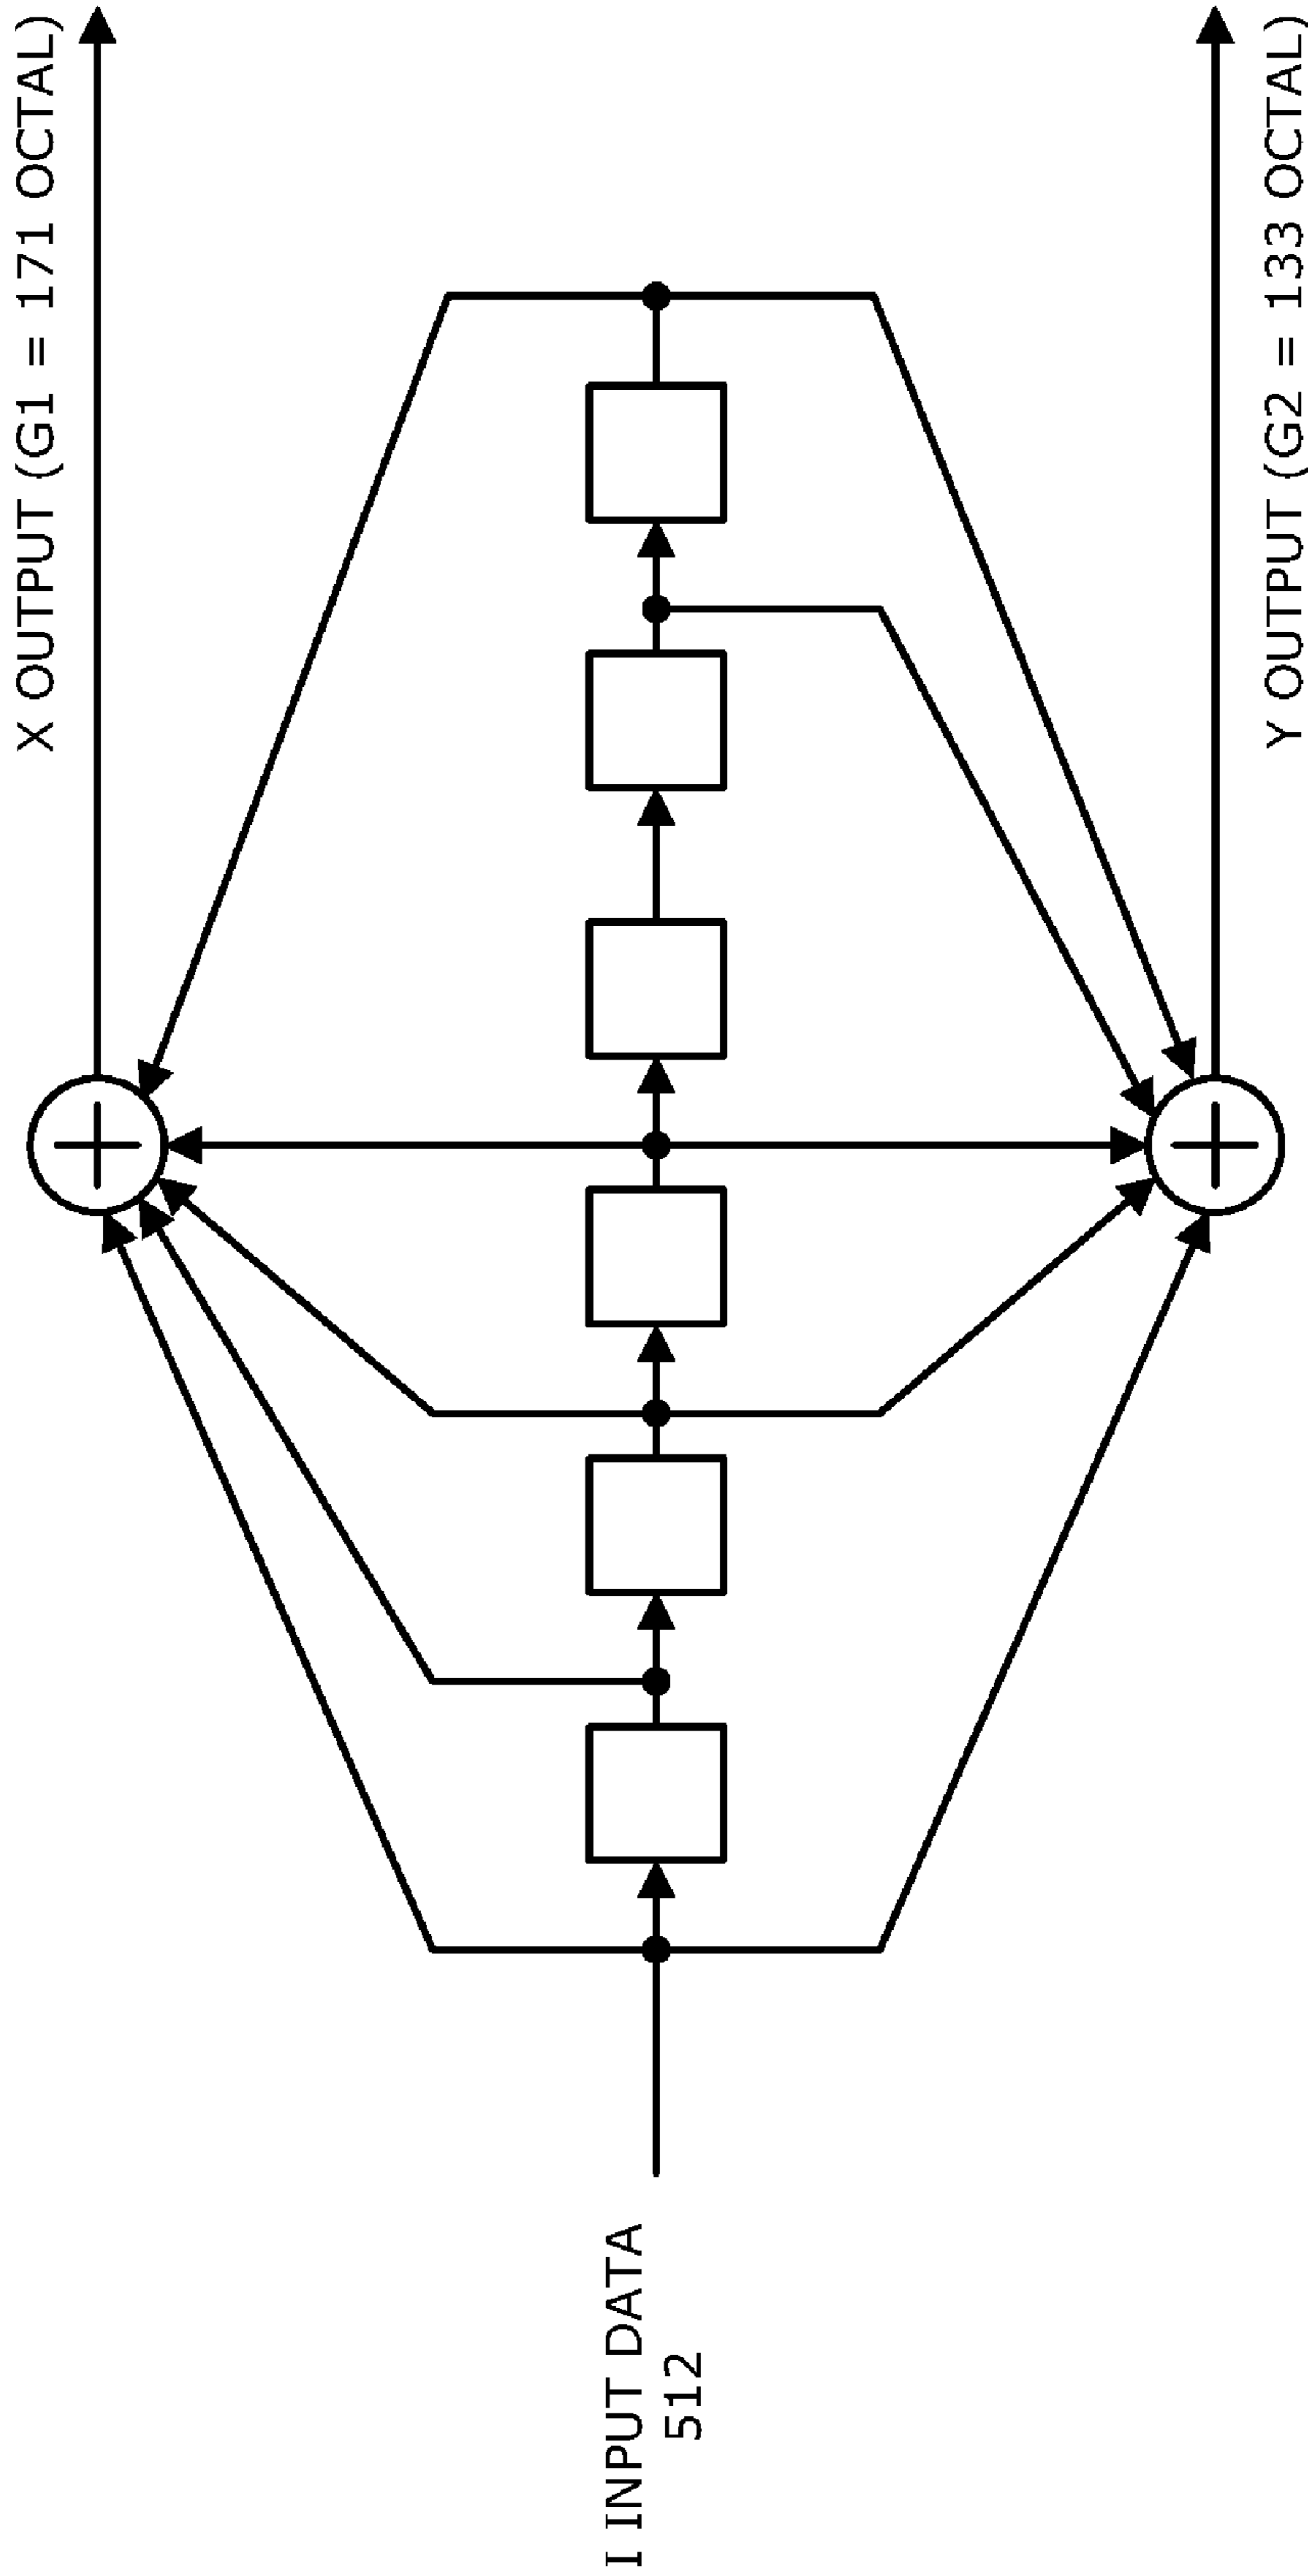 X OUTPUT (G1 = 171 OCTAL)
I INPUT DATA
512
Y OUTPUT (G2 = 133 OCTAL)